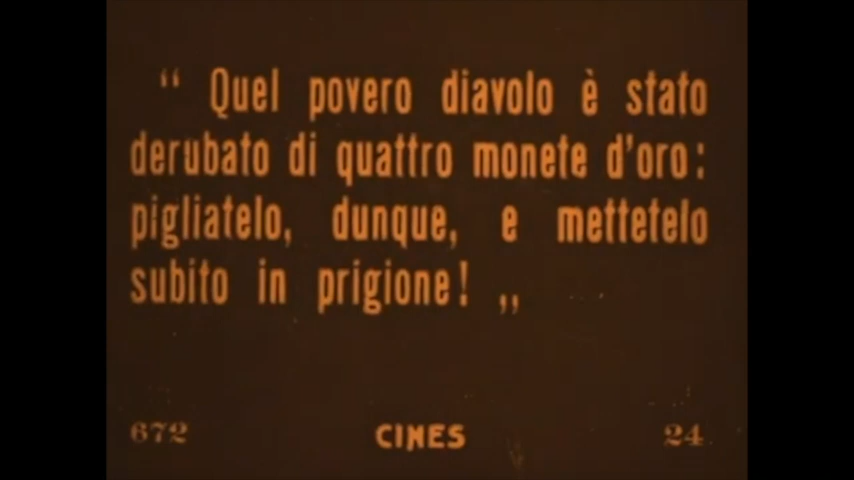 “ Quel povero diavolo è stato
derubato di quattro monete d'oro:
pigliatelo, dunque, e mettetelo
subito in prigione! „
672 CINES 24